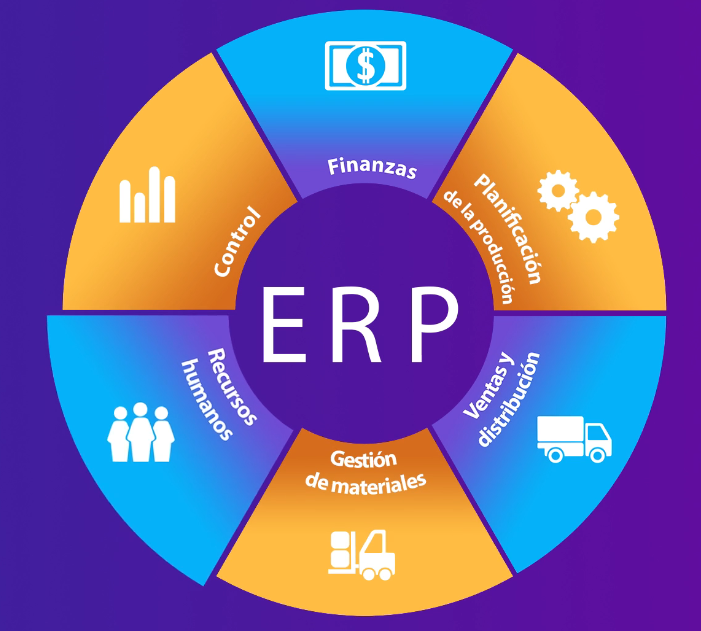 Finanzas
Planificación
de la producción
Ventas y
distribución
Gestión
de materiales
Recursos
humanos
Control
ERP